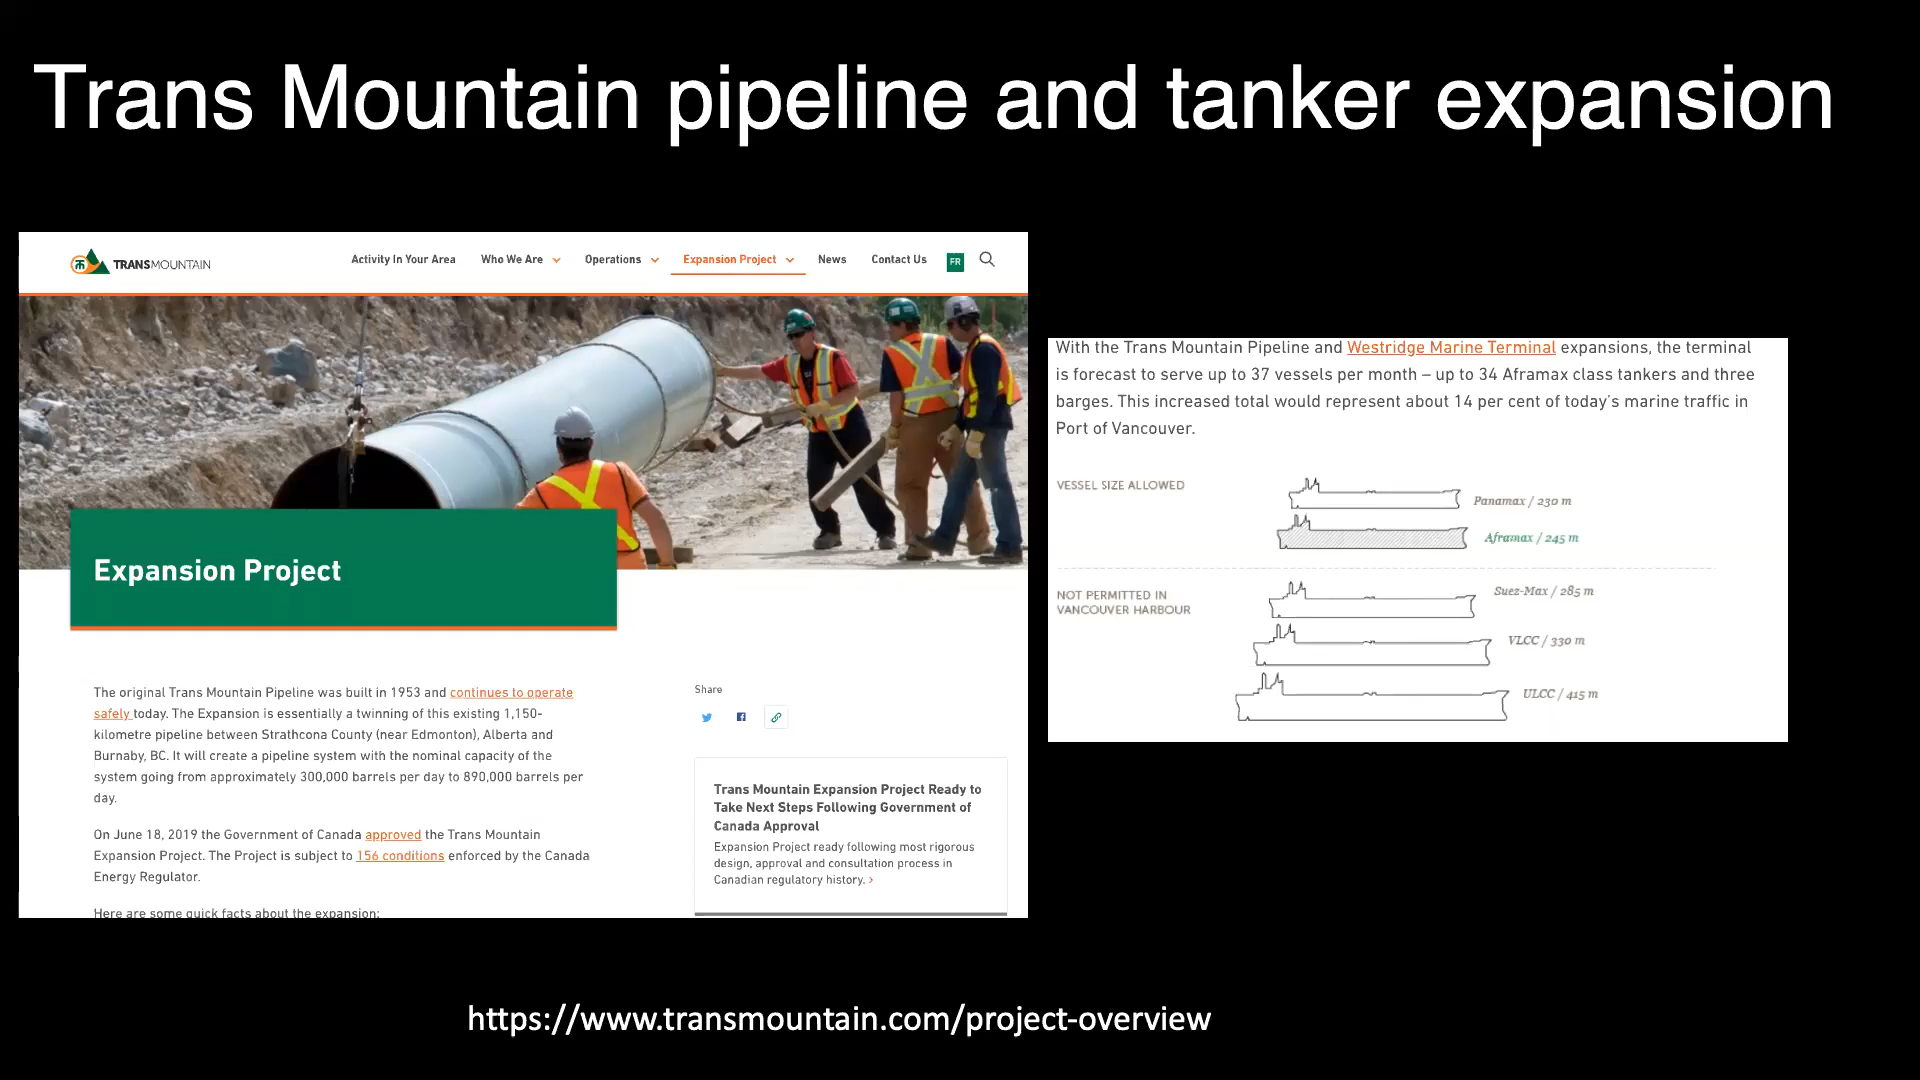 Trans Mountain pipeline and tanker expansion
TRANSMOUNTAIN
Activity In Your Area
Who We Are
Operations
Expansion Project
News
Contact Us
FR
Expansion Project
The original Trans Mountain Pipeline was built in 1953 and continues to operate
safely today. The Expansion is essentially a twinning of this existing 1,150-
kilometre pipeline between Strathcona County (near Edmonton), Alberta and
Burnaby, BC. It will create a pipeline system with the nominal capacity of the
system going from approximately 300,000 barrels per day to 890,000 barrels per
day.
On June 18, 2019 the Government of Canada approved the Trans Mountain
Expansion Project. The Project is subject to 156 conditions enforced by the Canada
Energy Regulator.
Here are some quick facts about the expansion:
Share
Trans Mountain Expansion Project Ready to
Take Next Steps Following Government of
Canada Approval
Expansion Project ready following most rigorous
design, approval and consultation process in
Canadian regulatory history. >
With the Trans Mountain Pipeline and Westridge Marine Terminal expansions, the terminal
is forecast to serve up to 37 vessels per month – up to 34 Aframax class tankers and three
barges. This increased total would represent about 14 per cent of today's marine traffic in
Port of Vancouver.
VESSEL SIZE ALLOWED
Panamax / 230 m
Aframax / 245 m
NOT PERMITTED IN
VANCOUVER HARBOUR
Suez-Max / 285 m
VLCC / 330 m
ULCC / 415 m
https://www.transmountain.com/project-overview